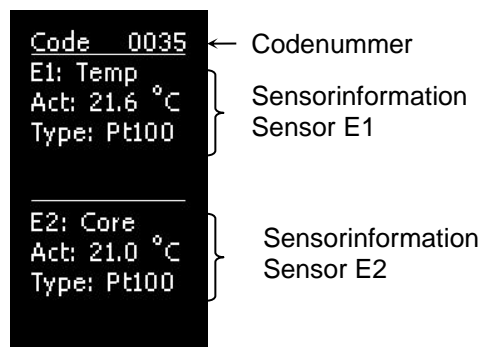 Code 0035
Codenummer
E1: Temp
Act: 21.6 °C
Type: Pt100
Sensorinformation
Sensor E1
E2: Core
Act: 21.0 °C
Type: Pt100
Sensorinformation
Sensor E2